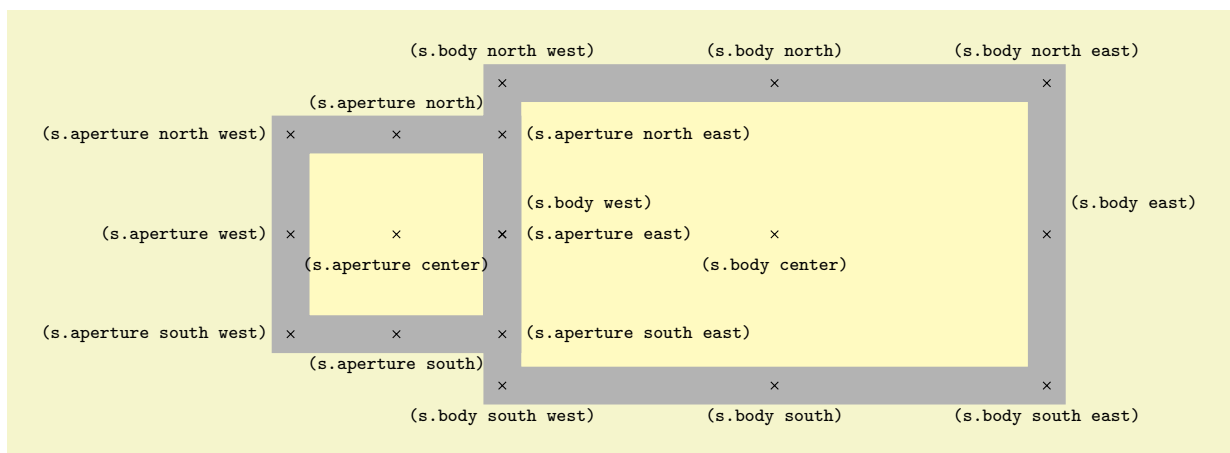 (s.body north west) (s.body north) (s.body north east)
(s.aperture north)
(s.aperture north west) (s.aperture north east)
(s.body west) (s.body east)
(s.aperture west) (s.aperture east)
(s.aperture center) (s.body center)
(s.aperture south west) (s.aperture south east)
(s.aperture south)
(s.body south west) (s.body south) (s.body south east)